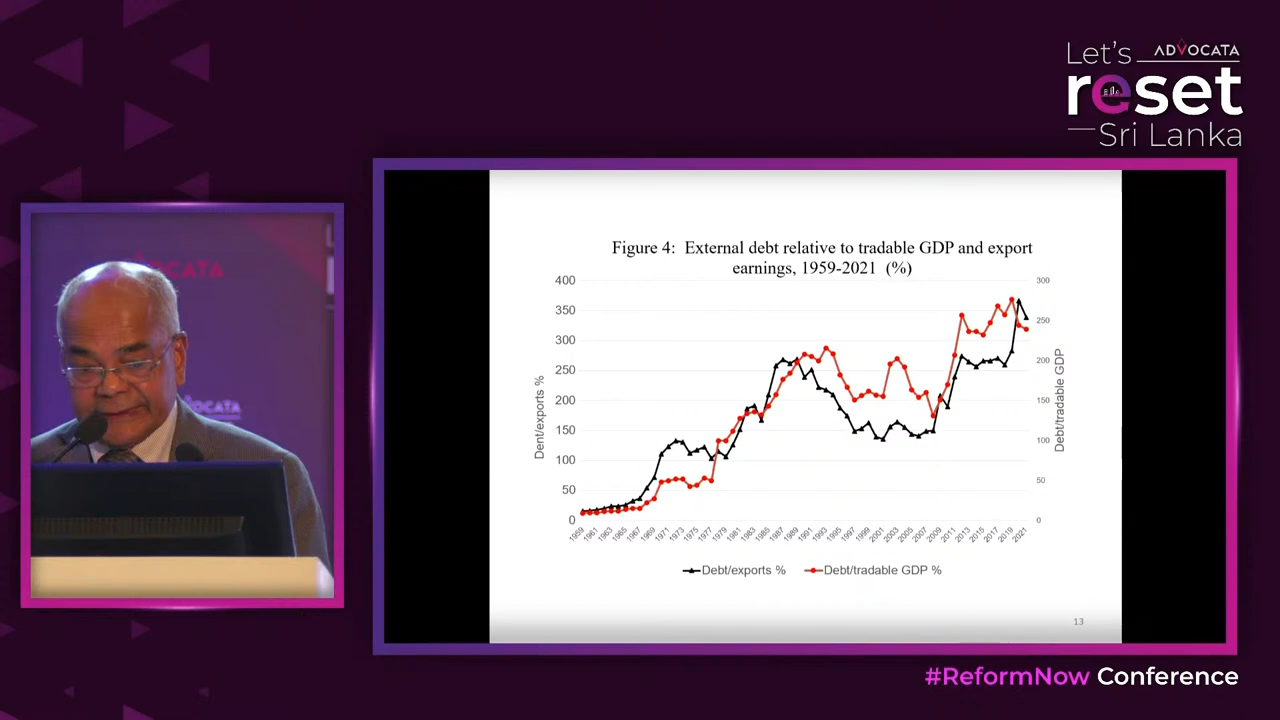 Let's
ADVOCATA
reset
Sri Lanka
ADVOCATA
ADVOCATA
Figure 4: External debt relative to tradable GDP and export
earnings, 1959-2021 (%)
400
350
300
250
200
150
100
50
0
Dent/exports %
300
250
200
150
100
50
0
Debt/tradable GDP
1959 1961 1963 1965 1967 1969 1971 1973 1975 1977 1979 1981 1983 1985 1987 1989 1991 1993 1995 1997 1999 2001 2003 2005 2007 2009 2011 2013 2015 2017 2019 2021
Debt/exports % Debt/tradable GDP %
13
#ReformNow Conference